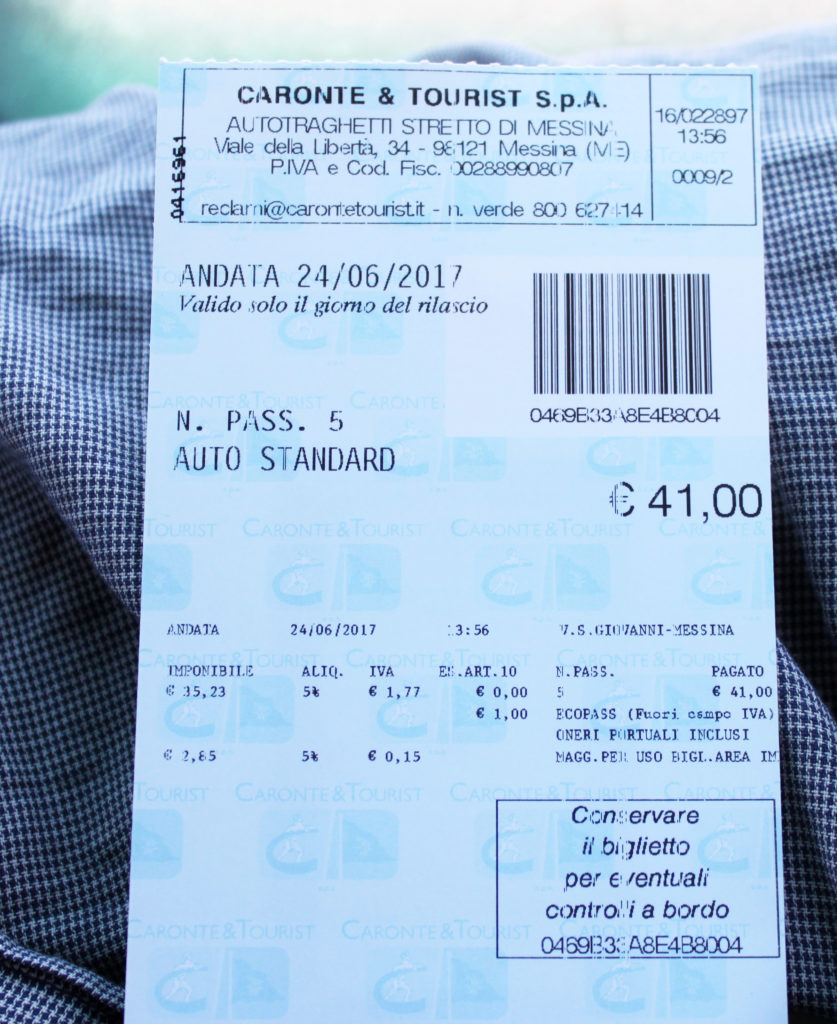 CARONTE & TOURIST S.p.A.
AUTOTRAGHETTI STRETTO DI MESSINA
Viale della Libertà, 34 - 98121 Messina (ME)
P.IVA e Cod. Fisc. 00288990807
reclami@carontetourist.it - n. verde 800 627414
16/022897
13:56
0009/2
0416961
ANDATA 24/06/2017
Valido solo il giorno del rilascio
0469B33A8E4B8004
N. PASS. 5
AUTO STANDARD
€ 41,00
ANDATA 24/06/2017 13:56 V.S.GIOVANNI-MESSINA
IMPONIBILE ALIQ. IVA ES.ART.10 N.PASS. PAGATO
€ 35,23 5% € 1,77 € 0,00 5 € 41,00
€ 1,00 ECOPASS (Fuori campo IVA)
ONERI PORTUALI INCLUSI
€ 2,85 5% € 0,15 MAGG.PER USO BIGL.AREA IM
Conservare
il biglietto
per eventuali
controlli a bordo
0469B33A8E4B8004